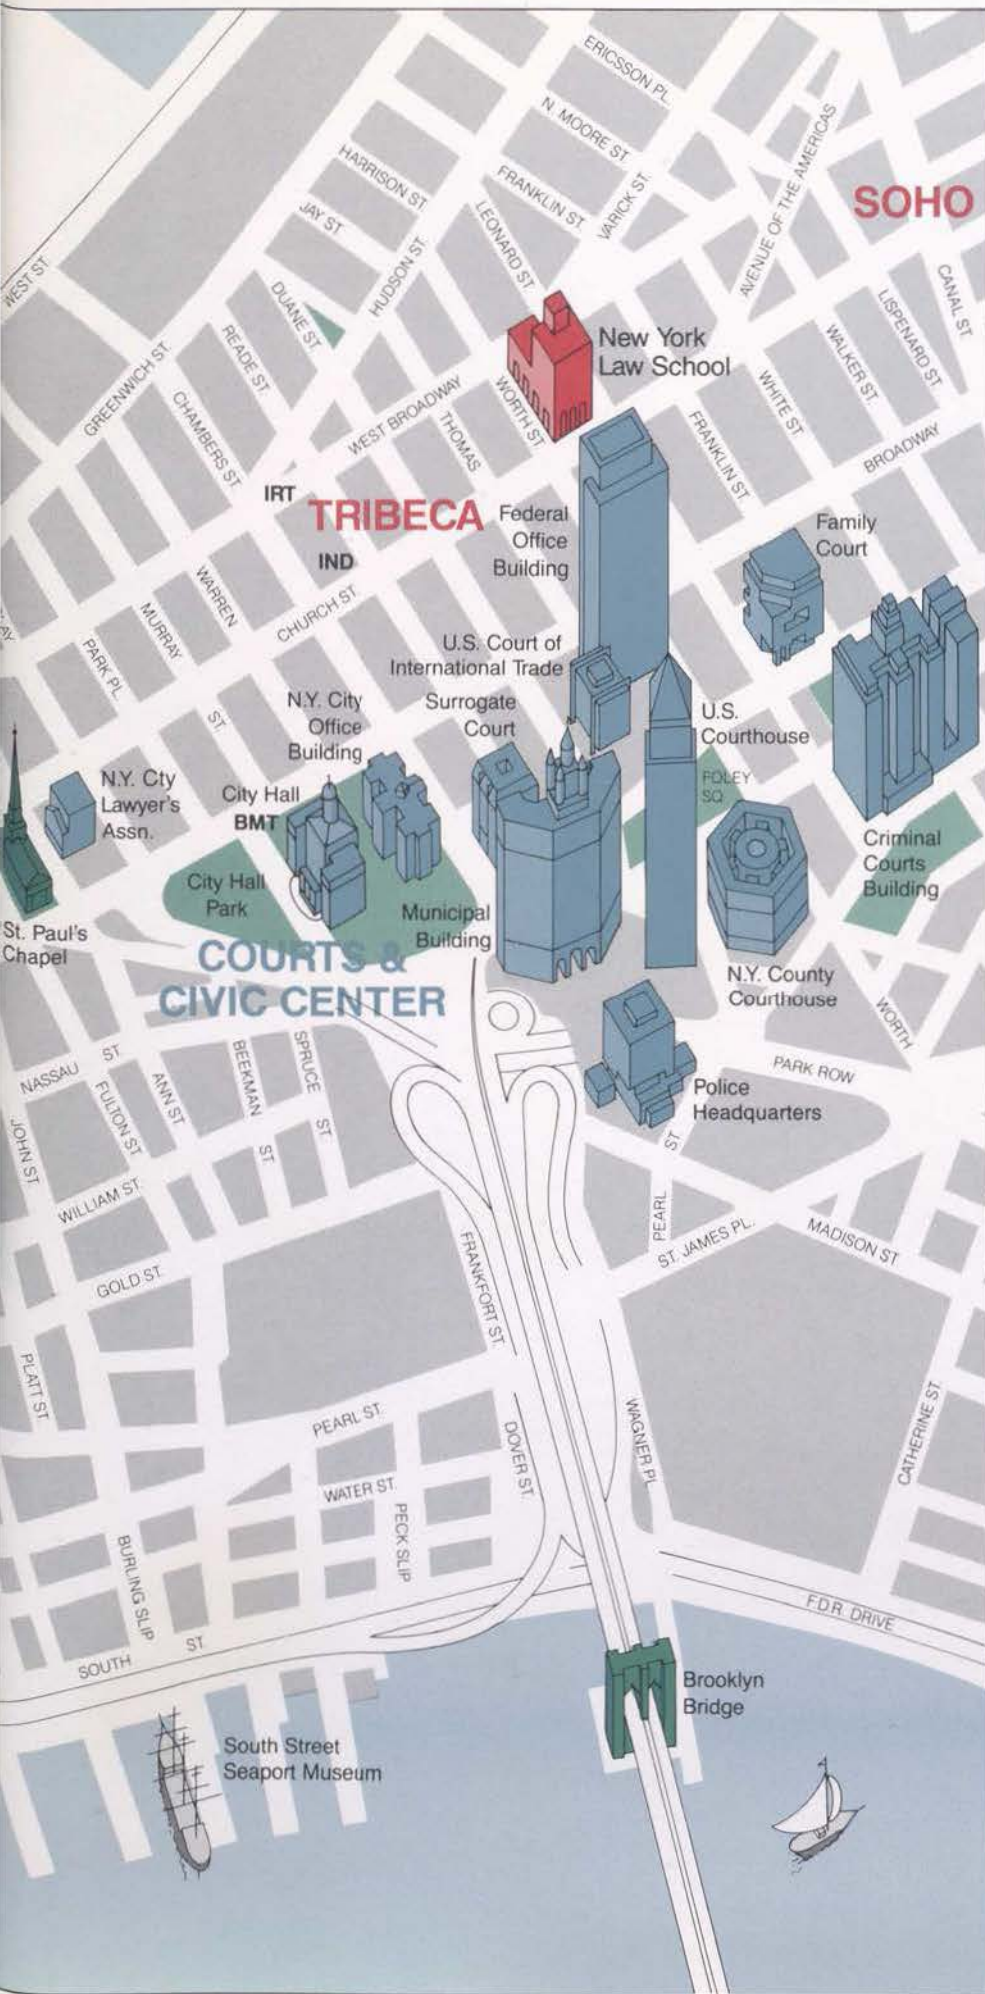 ERICSSON PL.
N. MOORE ST.
AVENUE OF THE AMERICAS
HARRISON ST
FRANKLIN ST.
VARICK ST.
SOHO
JAY ST
LEONARD ST.
HUDSON ST.
WEST ST.
DUANE ST.
CANAL ST.
LISPENARD ST.
READE ST.
New York
Law School
WALKER ST.
GREENWICH ST.
CHAMBERS ST.
WEST BROADWAY
THOMAS
WORTH ST.
WHITE ST
FRANKLIN ST.
BROADWAY
IRT
TRIBECA
IND
Federal
Office
Building
Family
Court
WARREN
CHURCH ST
MURRAY
PARK PL.
ST.
U.S. Court of
International Trade
N.Y. City
Office
Building
Surrogate
Court
U.S.
Courthouse
FOLEY
SQ
N.Y. Cty
Lawyer's
Assn.
City Hall
BMT
Criminal
Courts
Building
City Hall
Park
Municipal
Building
St. Paul's
Chapel
COURTS &
CIVIC CENTER
N.Y. County
Courthouse
WORTH
NASSAU ST
FULTON ST
ANN ST
BEEKMAN ST
SPRUCE ST
PARK ROW
Police
Headquarters
JOHN ST
WILLIAM ST.
PEARL ST
ST. JAMES PL.
MADISON ST
GOLD ST.
FRANKFORT ST.
PLATT ST
PEARL ST.
WATER ST.
PECK SLIP
DOVER ST.
WAGNER PL.
CATHERINE ST.
BURLING SLIP
F.D.R. DRIVE
SOUTH ST
Brooklyn
Bridge
South Street
Seaport Museum